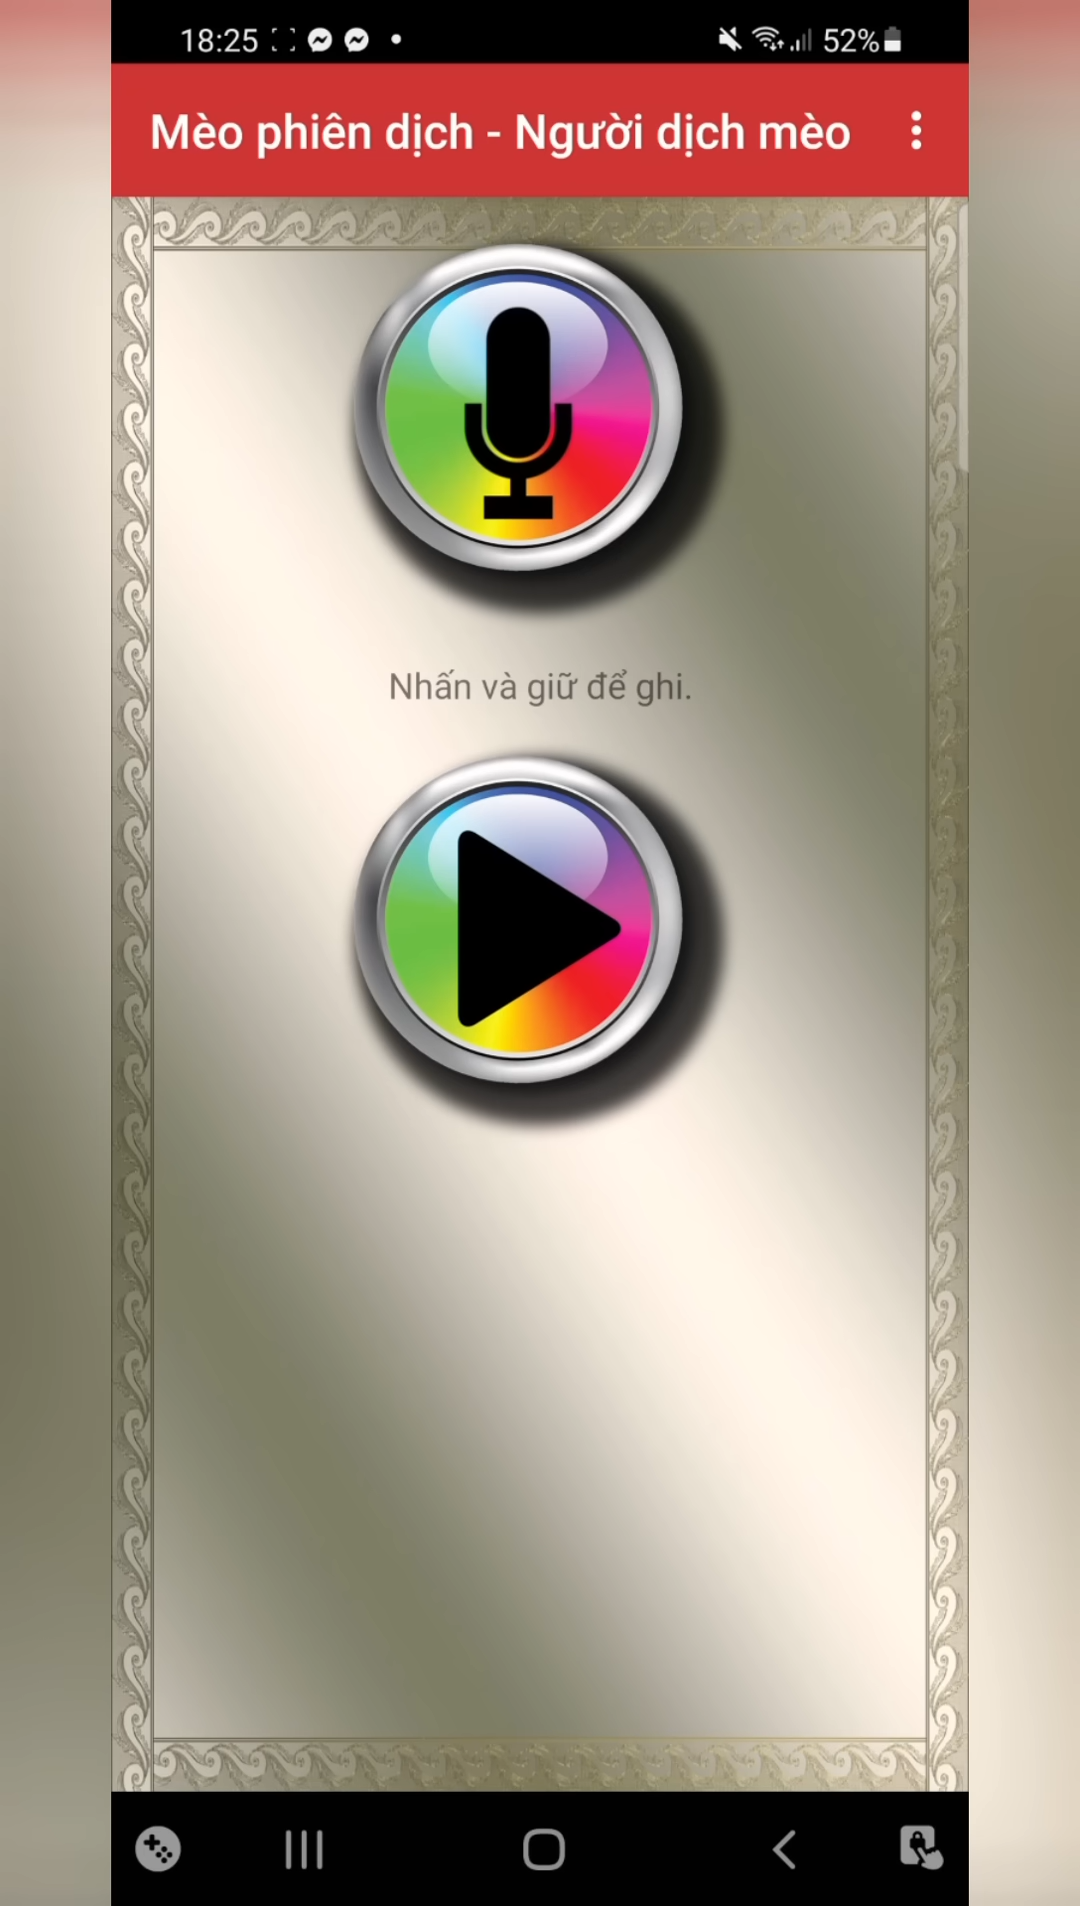 18:25
52%
Mèo phiên dịch - Người dịch mèo
Nhấn và giữ để ghi.